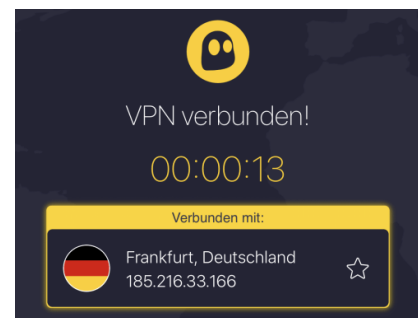 VPN verbunden!
00:00:13
Verbunden mit:
Frankfurt, Deutschland
185.216.33.166